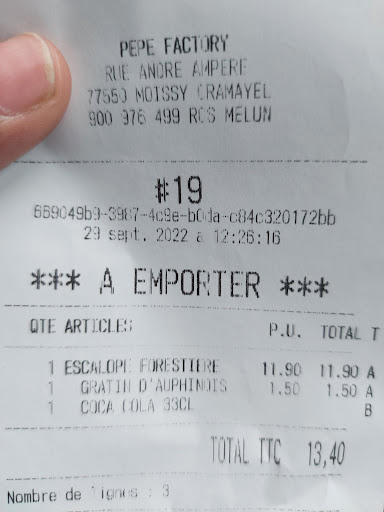 PEPE FACTORY
RUE ANDRE AMPERE
77550 MOISSY CRAMAYEL
900 976 499 RCS MELUN
#19
669049b9-3987-4c9e-b0da-c84c320172bb
29 sept. 2022 a 12:26:16
*** A EMPORTER ***
QTE ARTICLES P.U. TOTAL T
1 ESCALOPE FORESTIERE 11.90 11.90 A
1 GRATIN D'AUPHINOIS 1.50 1.50 A
1 COCA COLA 33CL B
TOTAL TTC 13,40
Nombre de lignes : 3